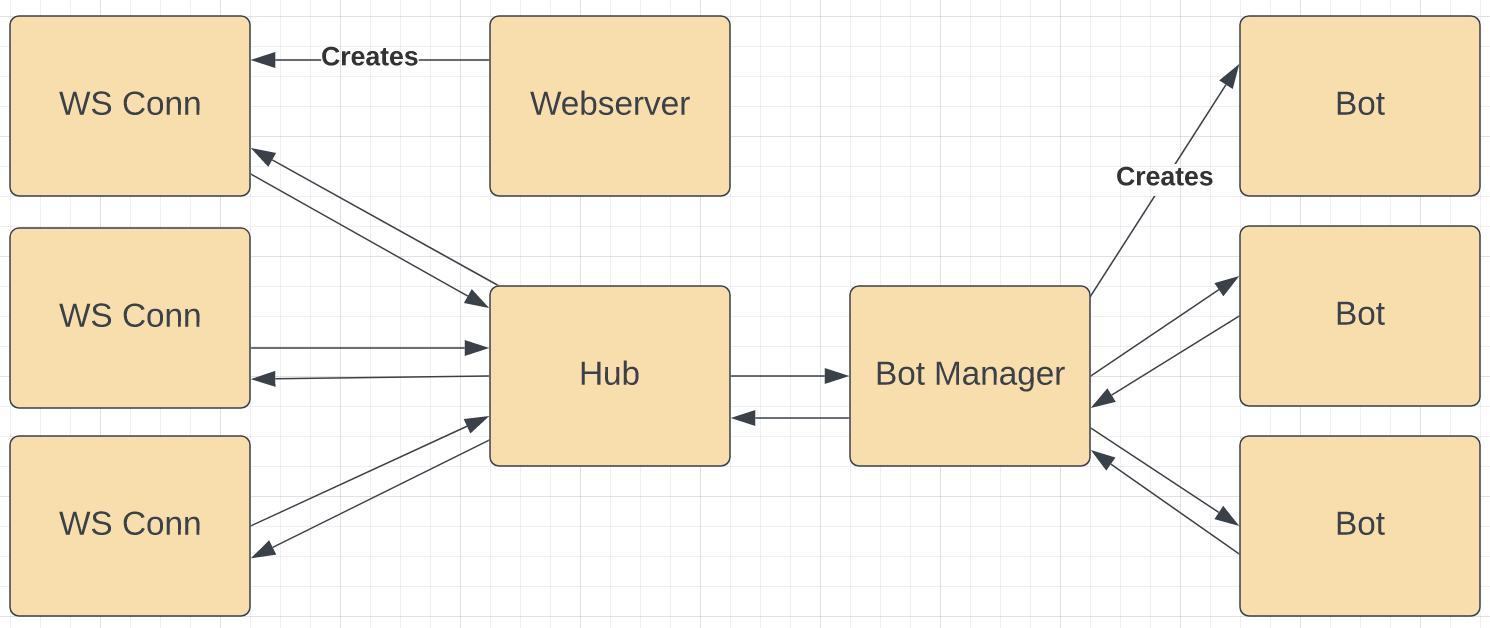 WS Conn
Creates
Webserver
Bot
Creates
WS Conn
Hub
Bot Manager
Bot
WS Conn
Bot